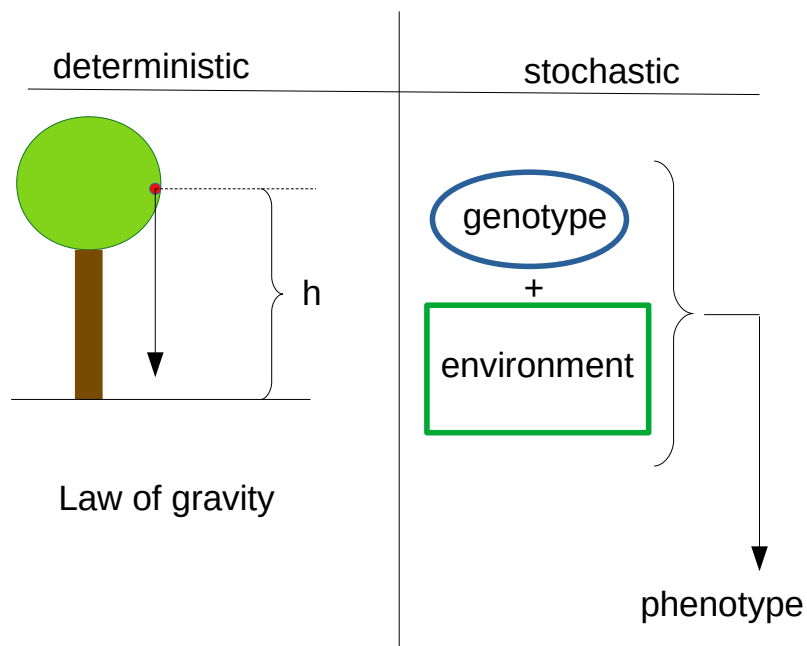 deterministic
stochastic
h
Law of gravity
genotype
+
environment
phenotype